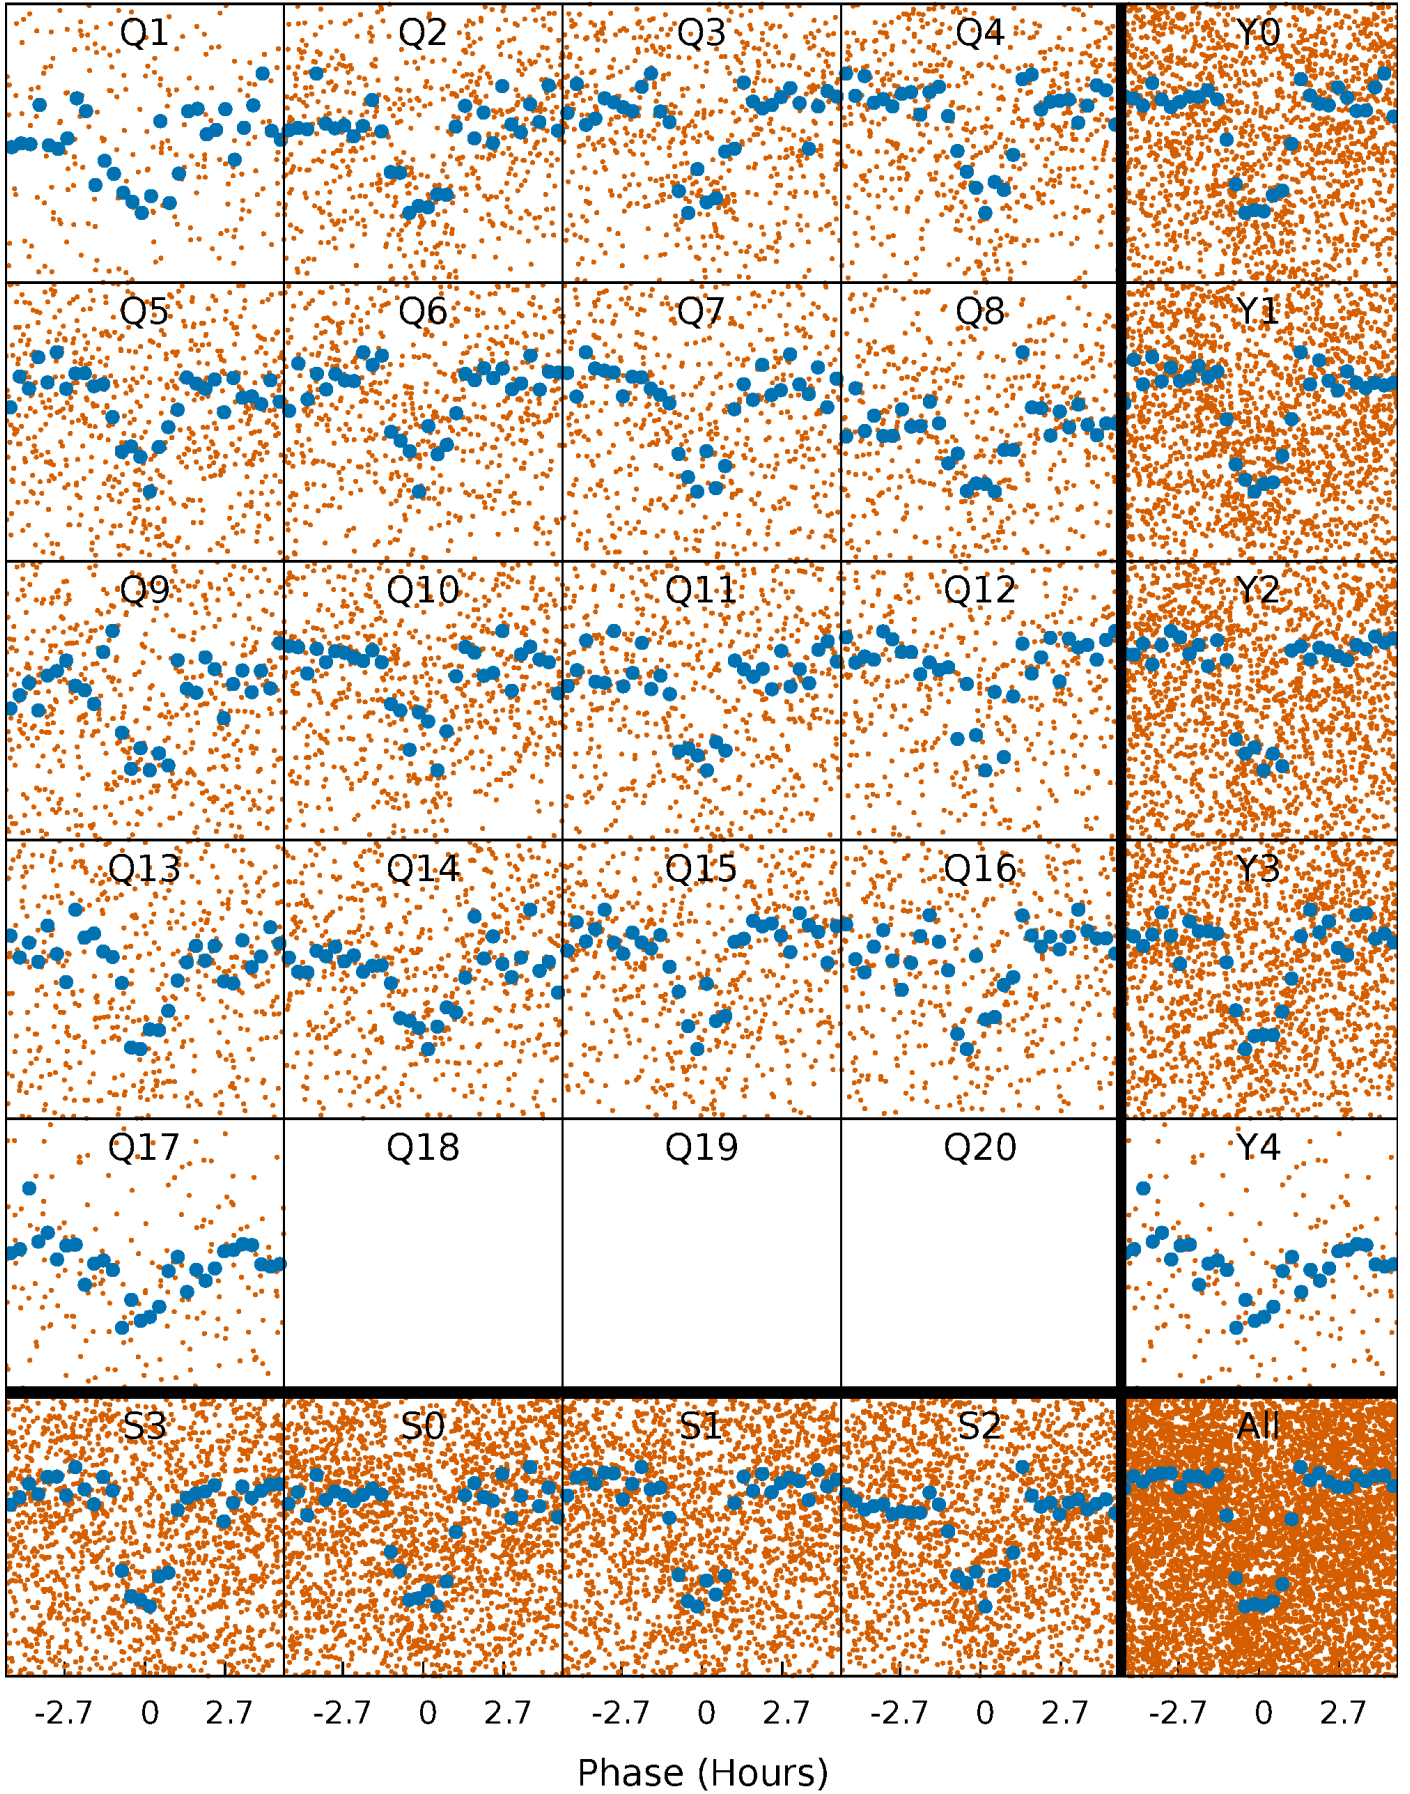 Q1 Q2 Q3 Q4 Y0
Q5 Q6 Q7 Q8 Y1
Q9 Q10 Q11 Q12 Y2
Q13 Q14 Q15 Q16 Y3
Q17 Q18 Q19 Q20 Y4
S3 S0 S1 S2 All
-2.7 0 2.7 -2.7 0 2.7 -2.7 0 2.7 -2.7 0 2.7 -2.7 0 2.7
Phase (Hours)